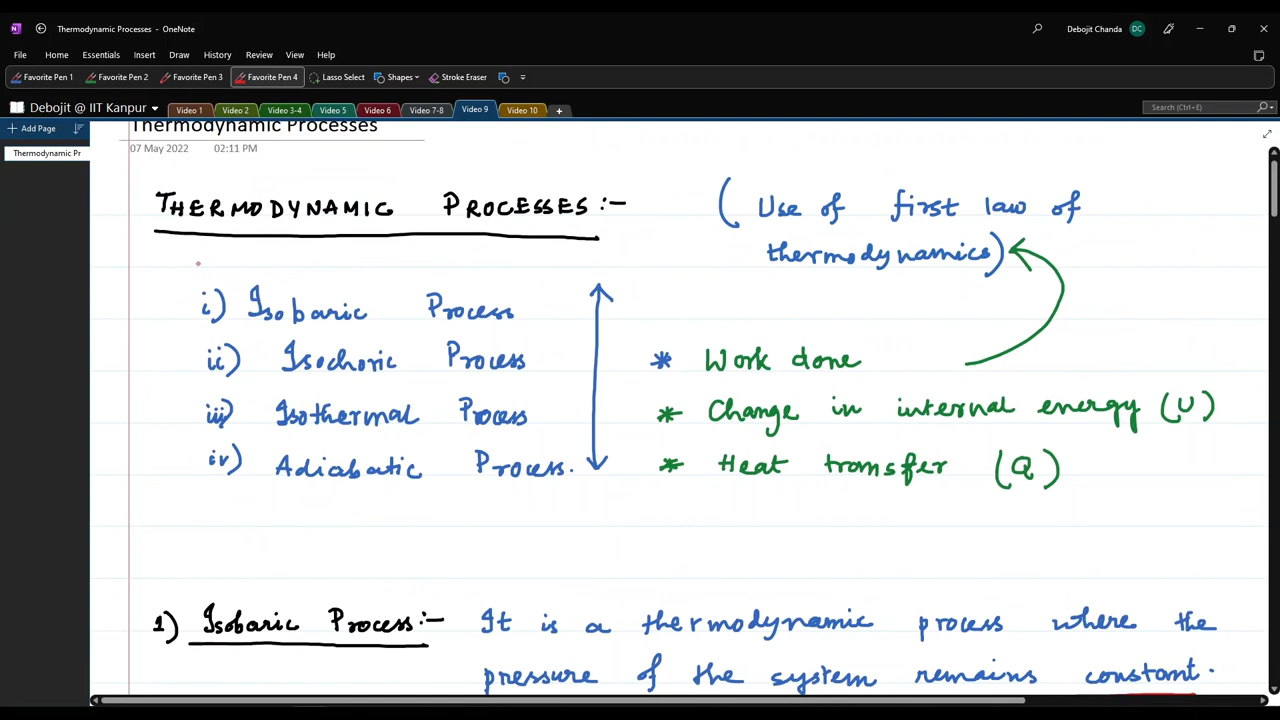 Thermodynamic Processes - OneNote
Debojit Chanda DC
File Home Essentials Insert Draw History Review View Help
Favorite Pen 1 Favorite Pen 2 Favorite Pen 3 Favorite Pen 4 Lasso Select Shapes Stroke Eraser
Debojit @ IIT Kanpur Video 1 Video 2 Video 3-4 Video 5 Video 6 Video 7-8 Video 9 Video 10 Search (Ctrl+E)
Add Page
Thermodynamic Processes
Thermodynamic Pr
07 May 2022 02:11 PM
THERMODYNAMIC PROCESSES :-
(Use of first law of
thermodynamics)
i) Isobaric Process
ii) Isochoric Process
iii) Isothermal Process
iv) Adiabatic Process.
* Work done
* Change in internal energy (U)
* Heat transfer (Q)
1) Isobaric Process :- It is a thermodynamic process where the
pressure of the system remains constant.